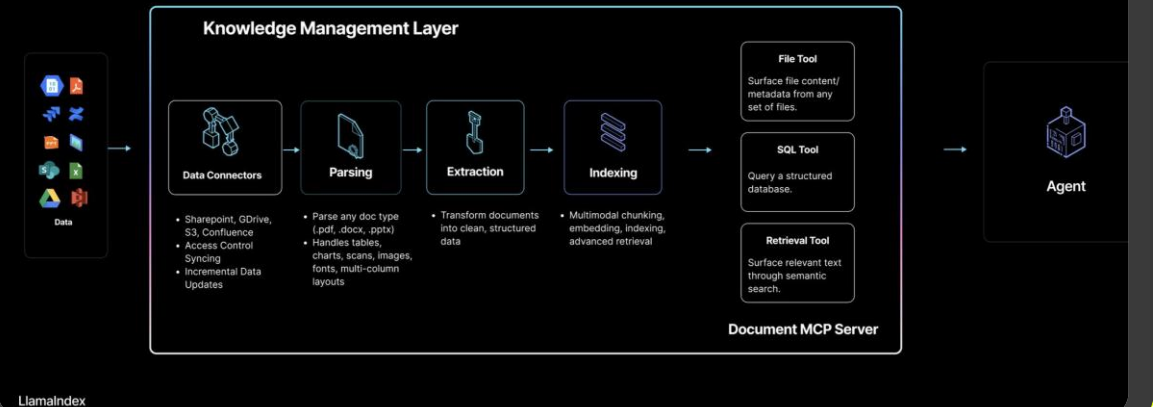 Knowledge Management Layer
Data
Data Connectors
• Sharepoint, GDrive,
S3, Confluence
• Access Control
Syncing
• Incremental Data
Updates
Parsing
• Parse any doc type
(.pdf, .docx, .pptx)
• Handles tables,
charts, scans, images,
fonts, multi-column
layouts
Extraction
• Transform documents
into clean, structured
data
Indexing
• Multimodal chunking,
embedding, indexing,
advanced retrieval
File Tool
Surface file content/
metadata from any
set of files.
SQL Tool
Query a structured
database.
Retrieval Tool
Surface relevant text
through semantic
search.
Document MCP Server
Agent
LlamaIndex